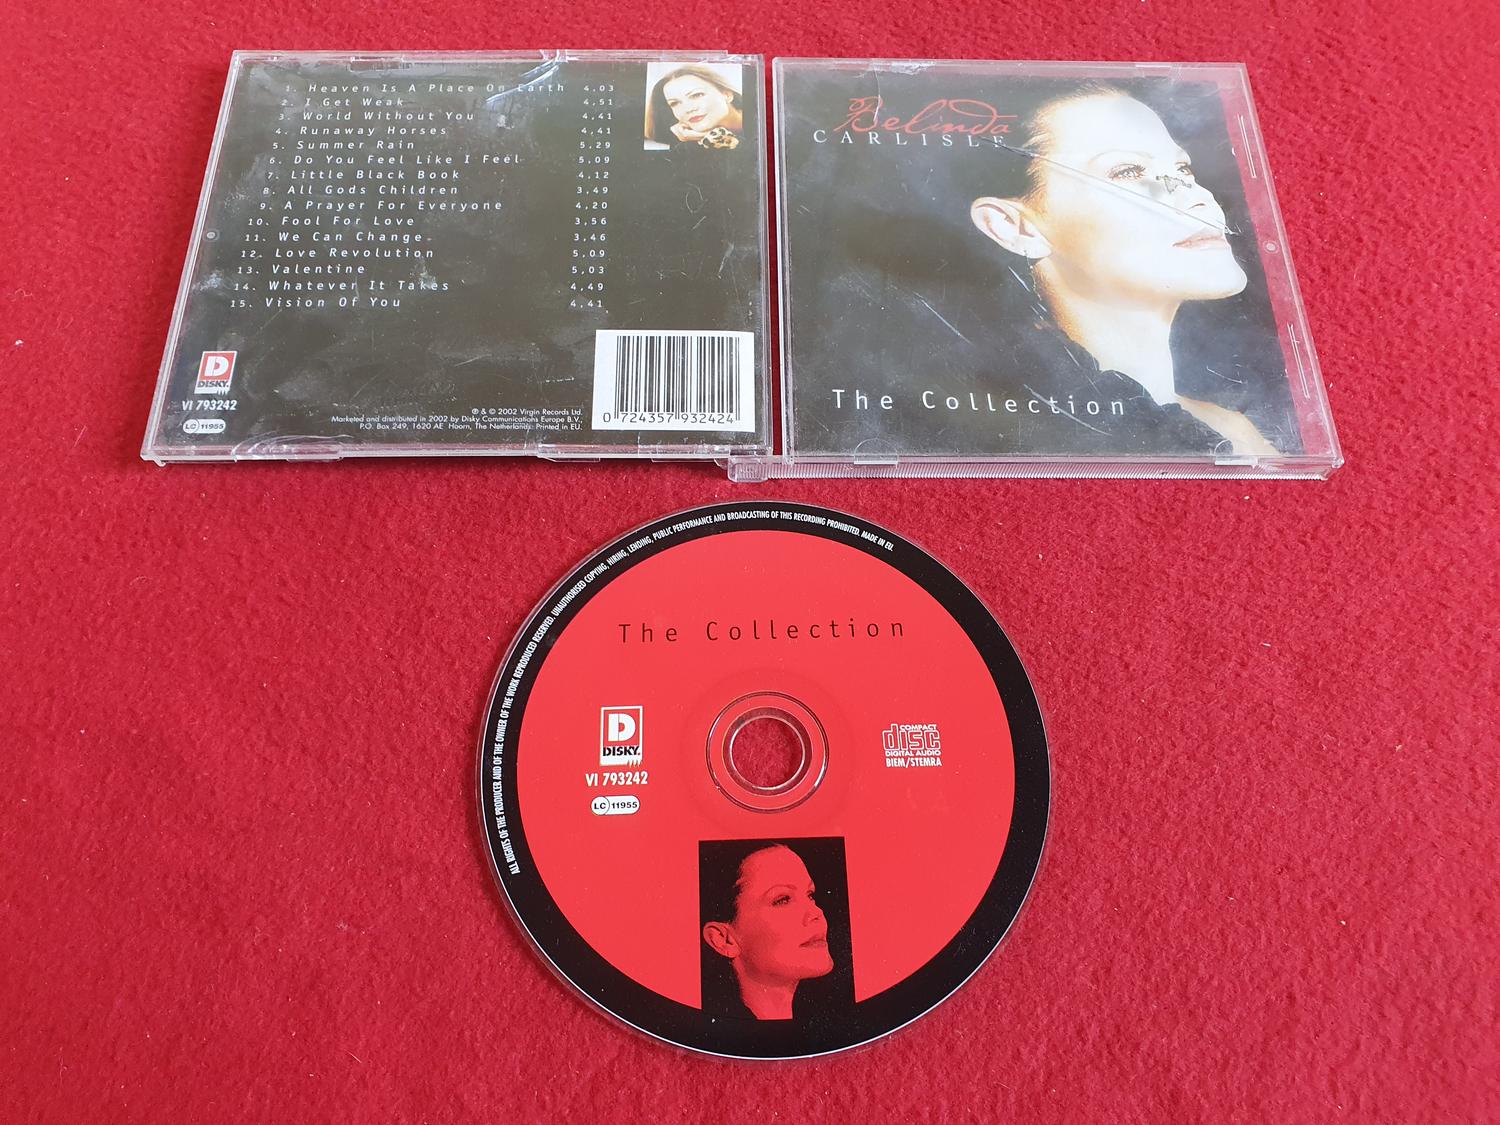 1. Heaven Is A Place On Earth 4,03
2. I Get Weak 4,51
3. World Without You 4,41
4. Runaway Horses 4,41
5. Summer Rain 5,29
6. Do You Feel Like I Feel 5,09
7. Little Black Book 4,12
8. All Gods Children 3,49
9. A Prayer For Everyone 4,20
10. Fool For Love 3,56
11. We Can Change 3,46
12. Love Revolution 5,09
13. Valentine 5,03
14. Whatever It Takes 4,49
15. Vision Of You 4,41
D
DISKY.
VI 793242
LC 11955
℗ & © 2002 Virgin Records Ltd.
Marketed and distributed in 2002 by Disky Communications Europe B.V.,
P.O. Box 249, 1620 AE Hoorn, The Netherlands. Printed in EU.
0 724357 932424
Belinda
CARLISLE
The Collection
ALL RIGHTS OF THE PRODUCER AND OF THE OWNER OF THE WORK REPRODUCED RESERVED. UNAUTHORISED COPYING, HIRING, LENDING, PUBLIC PERFORMANCE AND BROADCASTING OF THIS RECORDING PROHIBITED. MADE IN EU.
The Collection
D
DISKY.
VI 793242
LC 11955
COMPACT
disc
DIGITAL AUDIO
BIEM/STEMRA